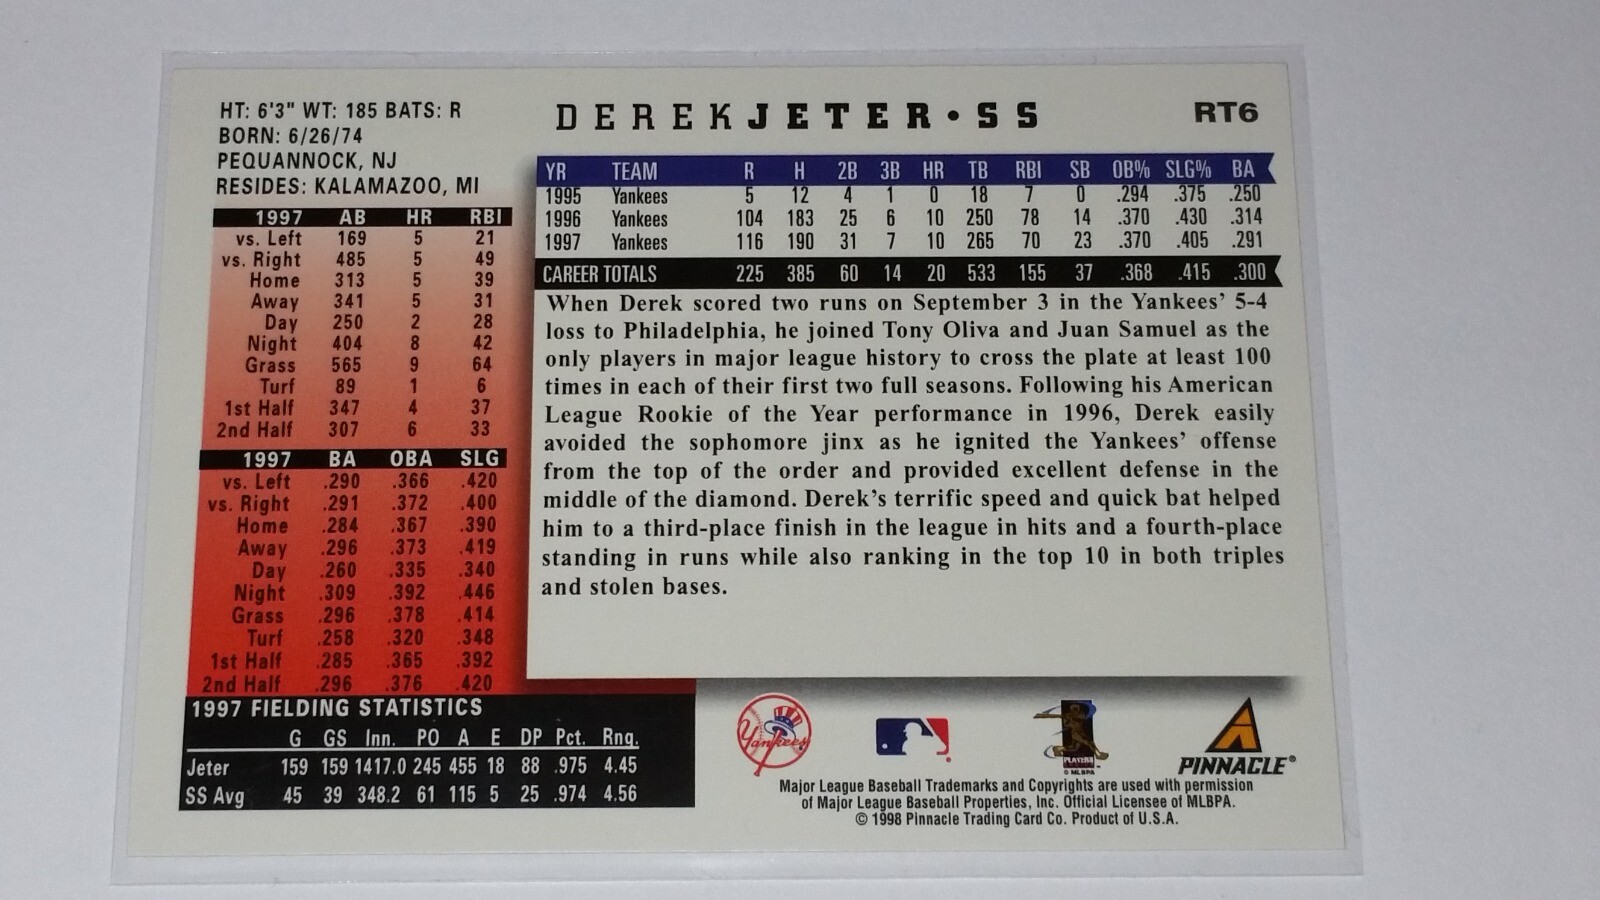 HT: 6'3" WT: 185 BATS: R
BORN: 6/26/74
PEQUANNOCK, NJ
RESIDES: KALAMAZOO, MI
1997 AB HR RBI
vs. Left 169 5 21
vs. Right 485 5 49
Home 313 5 39
Away 341 5 31
Day 250 2 28
Night 404 8 42
Grass 565 9 64
Turf 89 1 6
1st Half 347 4 37
2nd Half 307 6 33
1997 BA OBA SLG
vs. Left .290 .366 .420
vs. Right .291 .372 .400
Home .284 .367 .390
Away .296 .373 .419
Day .260 .335 .340
Night .309 .392 .446
Grass .296 .378 .414
Turf .258 .320 .348
1st Half .285 .365 .392
2nd Half .296 .376 .420
1997 FIELDING STATISTICS
G GS Inn. PO A E DP Pct. Rng.
Jeter 159 159 1417.0 245 455 18 88 .975 4.45
SS Avg 45 39 348.2 61 115 5 25 .974 4.56
DEREK JETER • SS
RT6
YR TEAM R H 2B 3B HR TB RBI SB OB% SLG% BA
1995 Yankees 5 12 4 1 0 18 7 0 .294 .375 .250
1996 Yankees 104 183 25 6 10 250 78 14 .370 .430 .314
1997 Yankees 116 190 31 7 10 265 70 23 .370 .405 .291
CAREER TOTALS 225 385 60 14 20 533 155 37 .368 .415 .300
When Derek scored two runs on September 3 in the Yankees' 5-4
loss to Philadelphia, he joined Tony Oliva and Juan Samuel as the
only players in major league history to cross the plate at least 100
times in each of their first two full seasons. Following his American
League Rookie of the Year performance in 1996, Derek easily
avoided the sophomore jinx as he ignited the Yankees' offense
from the top of the order and provided excellent defense in the
middle of the diamond. Derek's terrific speed and quick bat helped
him to a third-place finish in the league in hits and a fourth-place
standing in runs while also ranking in the top 10 in both triples
and stolen bases.
Yankees
PLAYERS
© MLBPA
PINNACLE®
Major League Baseball Trademarks and Copyrights are used with permission
of Major League Baseball Properties, Inc. Official Licensee of MLBPA.
© 1998 Pinnacle Trading Card Co. Product of U.S.A.